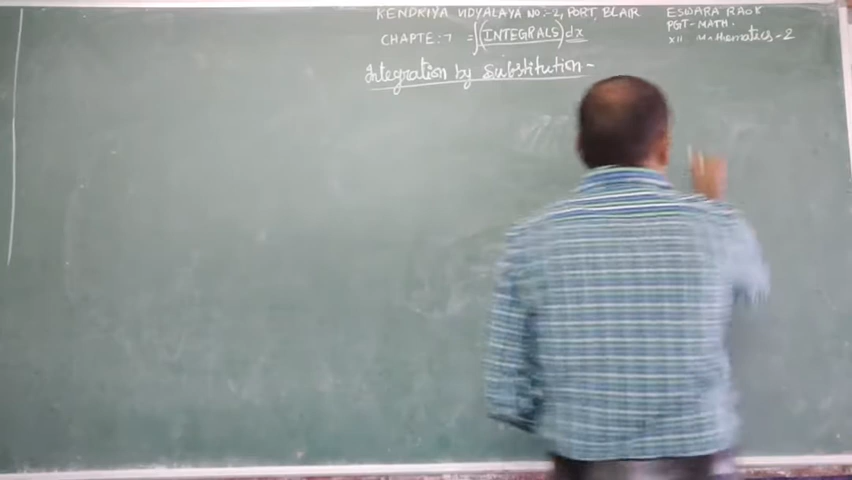 KENDRIYA VIDYALAYA NO:-2, PORT, BLAIR
CHAPTE:7 =∫(INTEGRALS)dx
Integration by substitution-
ESWARA RAO K
PGT-MATH.
XII Mathematics-2